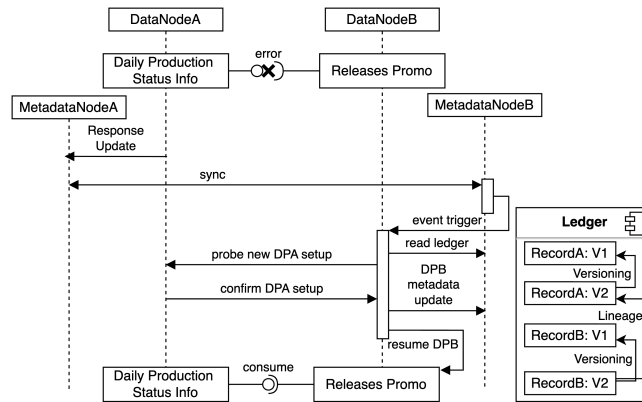 DataNodeA
DataNodeB
Daily Production
Status Info
error
Releases Promo
MetadataNodeA
MetadataNodeB
Response
Update
sync
event trigger
read ledger
probe new DPA setup
DPB
metadata
update
confirm DPA setup
resume DPB
Daily Production
Status Info
consume
Releases Promo
Ledger
RecordA: V1
Versioning
RecordA: V2
Lineage
RecordB: V1
Versioning
RecordB: V2